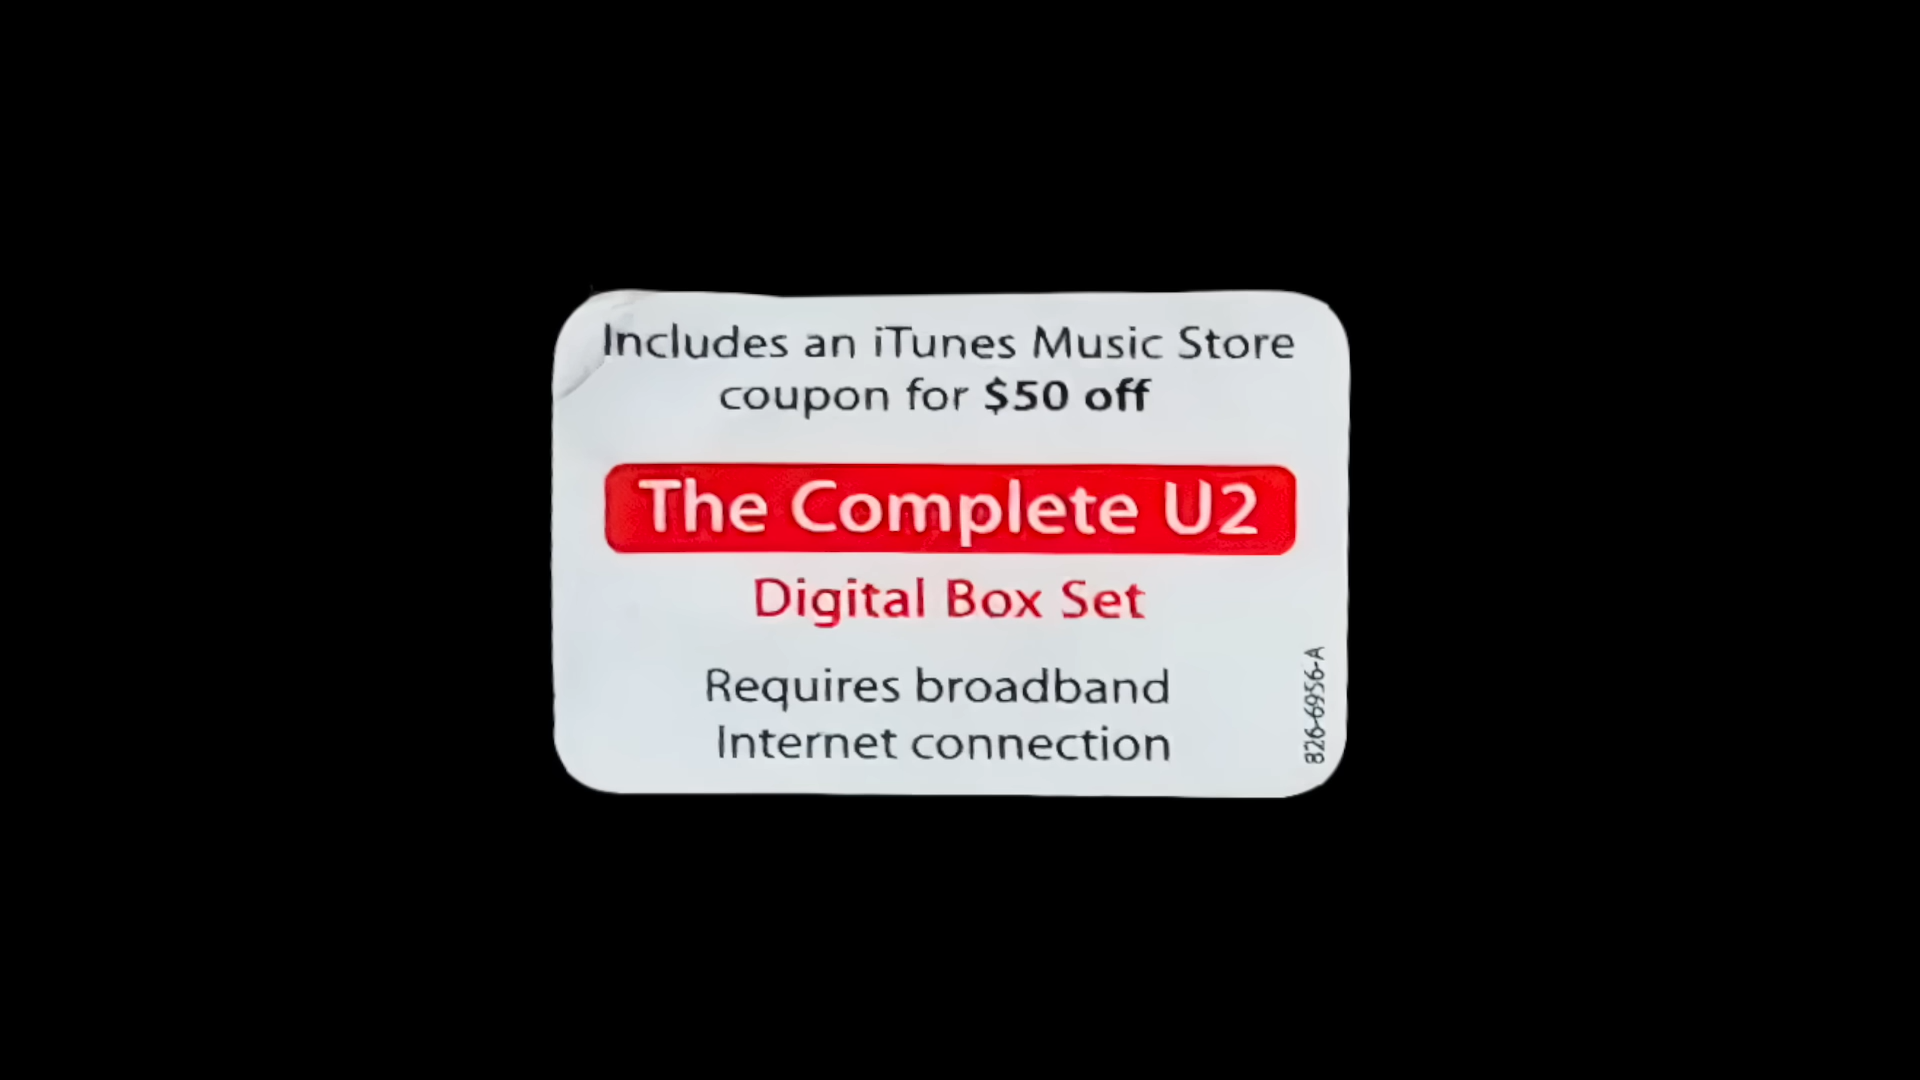 Includes an iTunes Music Store
coupon for $50 off
The Complete U2
Digital Box Set
Requires broadband
Internet connection
826-6956-A